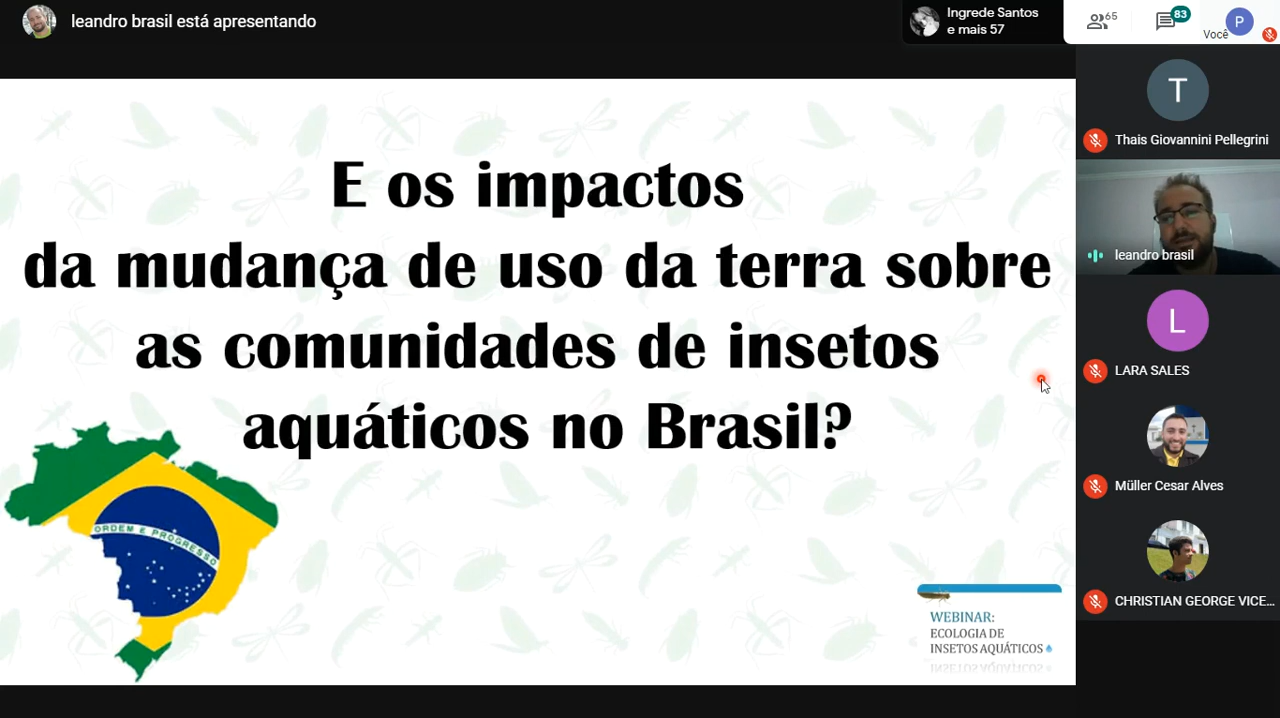 leandro brasil está apresentando
Ingrede Santos
e mais 57
65
83
Você
P
T
Thais Giovannini Pellegrini
E os impactos
da mudança de uso da terra sobre
as comunidades de insetos
aquáticos no Brasil?
leandro brasil
L
LARA SALES
Müller Cesar Alves
CHRISTIAN GEORGE VICE...
ORDEM E PROGRESSO
WEBINAR:
ECOLOGIA DE
INSETOS AQUÁTICOS